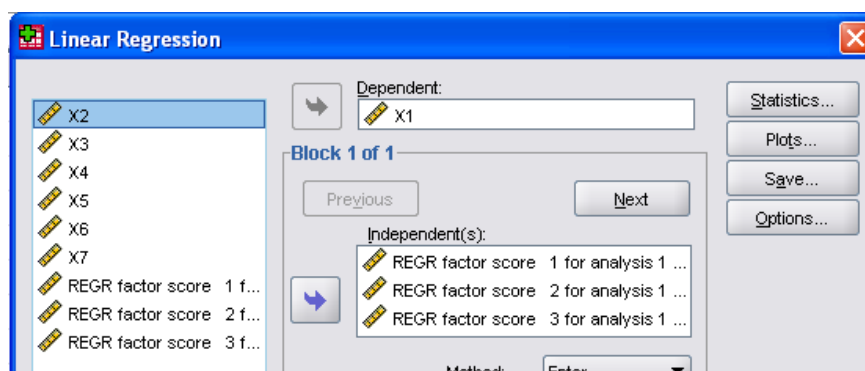 Linear Regression
X2
X3
X4
X5
X6
X7
REGR factor score 1 f...
REGR factor score 2 f...
REGR factor score 3 f...
Dependent:
X1
Block 1 of 1
Previous
Next
Independent(s):
REGR factor score 1 for analysis 1 ...
REGR factor score 2 for analysis 1 ...
REGR factor score 3 for analysis 1 ...
Method:
Enter
Statistics...
Plots...
Save...
Options...